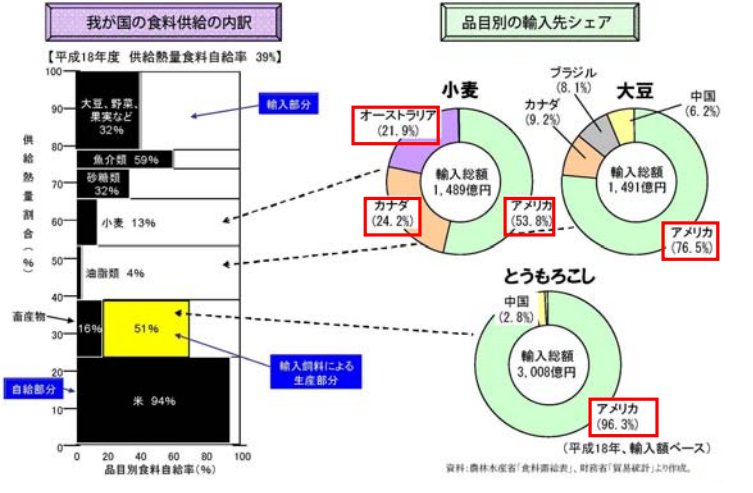 我が国の食料供給の内訳
品目別の輸入先シェア
【平成18年度 供給熱量食料自給率 39%】
100
90
80
70
60
50
40
30
20
10
0
供給熱量割合(%)
大豆、野菜、
果実など
32%
輸入部分
魚介類 59%
砂糖類
32%
小麦 13%
油脂類 4%
畜産物
16%
51%
輸入飼料による
生産部分
自給部分
米 94%
0 20 40 60 80 100
品目別食料自給率(%)
小麦
オーストラリア
(21.9%)
輸入総額
1,489億円
カナダ
(24.2%)
アメリカ
(53.8%)
大豆
ブラジル
(8.1%)
中国
(6.2%)
カナダ
(9.2%)
輸入総額
1,491億円
アメリカ
(76.5%)
とうもろこし
中国
(2.8%)
輸入総額
3,008億円
アメリカ
(96.3%)
(平成18年、輸入額ベース)
資料:農林水産省「食料需給表」、財務省「貿易統計」より作成。